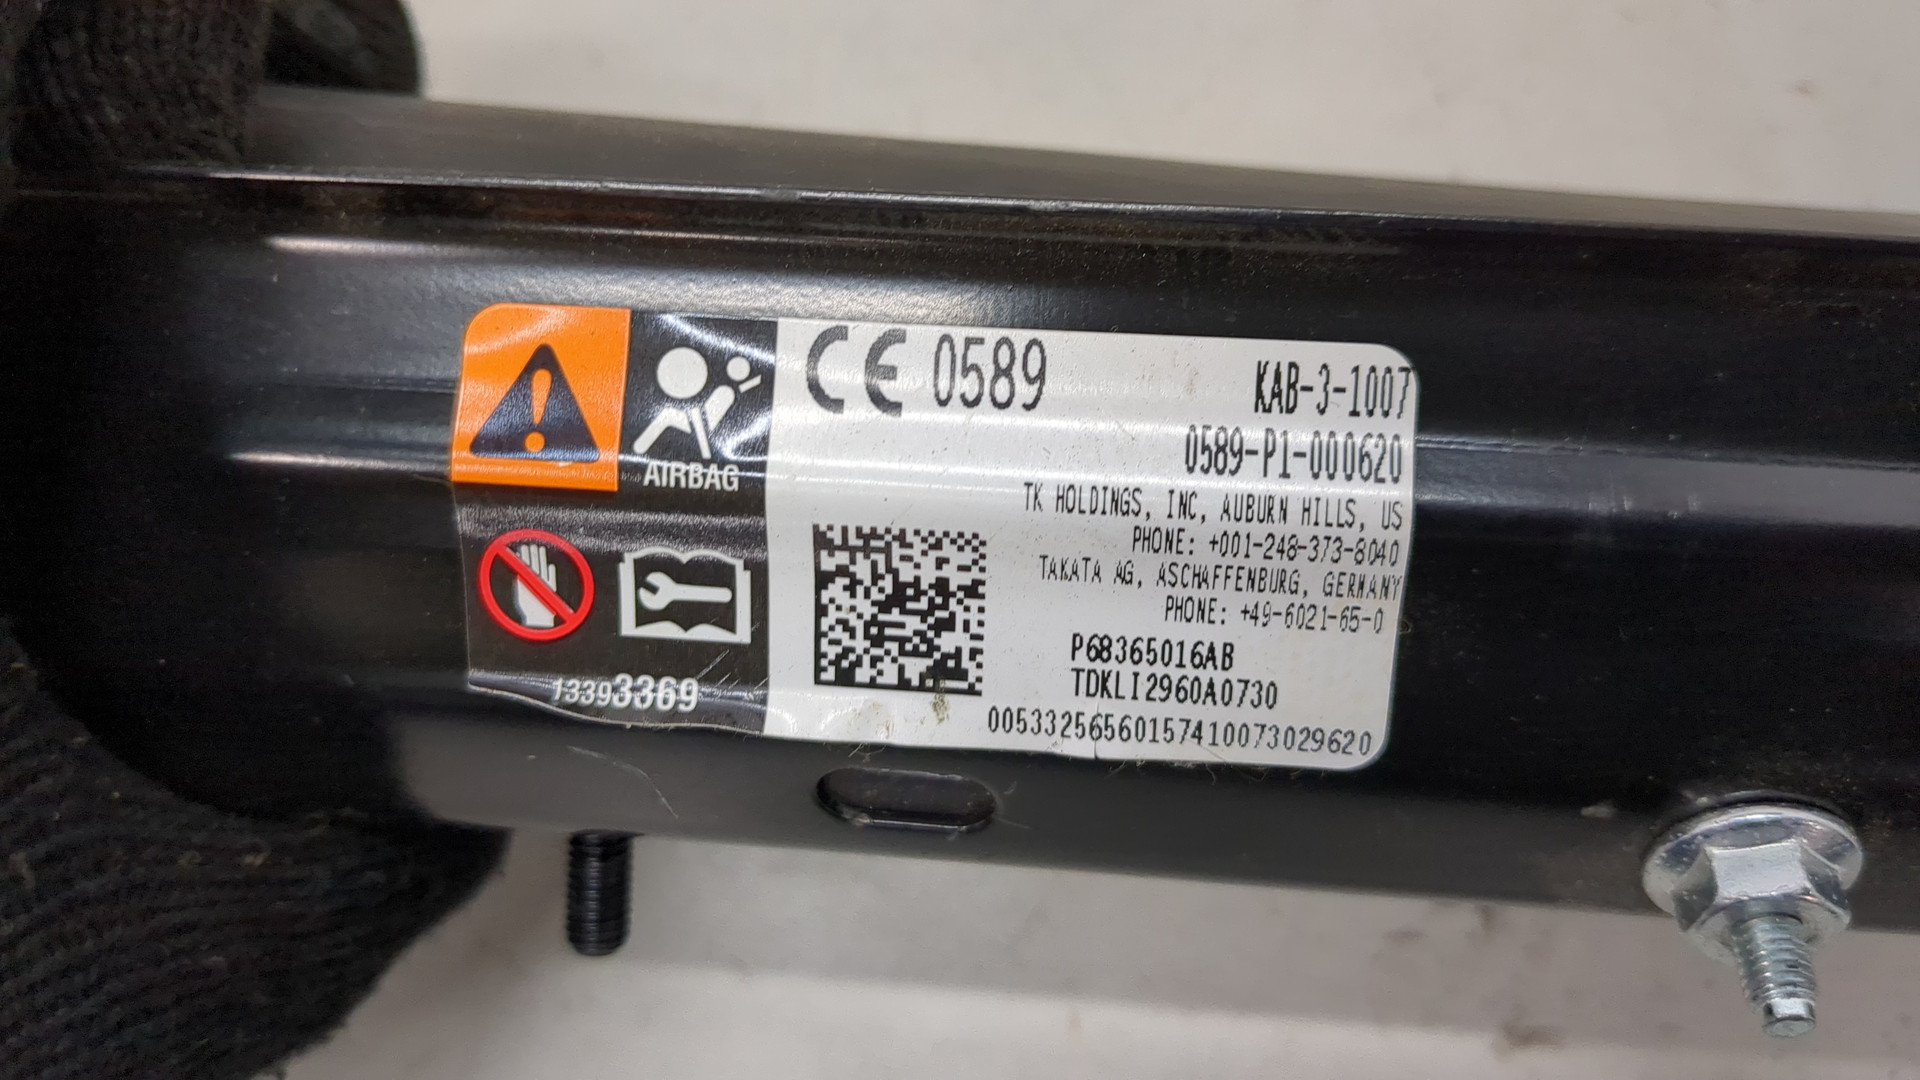 CE 0589
KAB-3-1007
0589-P1-000620
TK HOLDINGS, INC, AUBURN HILLS, US
PHONE: +001-248-373-8040
TAKATA AG, ASCHAFFENBURG, GERMANY
PHONE: +49-6021-65-0
P68365016AB
TDKLI2960A0730
00533256560157410073029620
AIRBAG
13393369